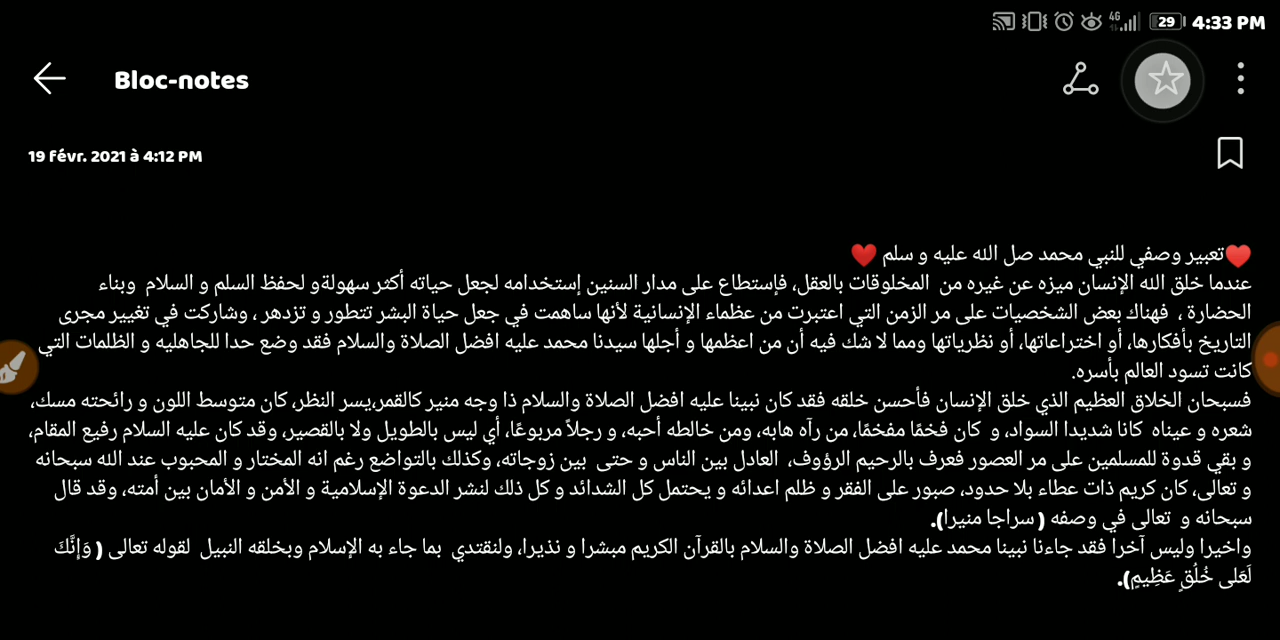 4G 29 4:33 PM
Bloc-notes
19 févr. 2021 à 4:12 PM
❤️تعبير وصفي للنبي محمد صل الله عليه و سلم ❤️
عندما خلق الله الإنسان ميزه عن غيره من المخلوقات بالعقل، فإستطاع على مدار السنين إستخدامه لجعل حياته أكثر سهولةو لحفظ السلم و السلام وبناء
الحضارة ، فهناك بعض الشخصيات على مر الزمن التي اعتبرت من عظماء الإنسانية لأنها ساهمت في جعل حياة البشر تتطور و تزدهر ، وشاركت في تغيير مجرى
التاريخ بأفكارها، أو اختراعاتها، أو نظرياتها ومما لا شك فيه أن من اعظمها و أجلها سيدنا محمد عليه افضل الصلاة والسلام فقد وضع حدا للجاهليه و الظلمات التي
كانت تسود العالم بأسره.
فسبحان الخلاق العظيم الذي خلق الإنسان فأحسن خلقه فقد كان نبينا عليه افضل الصلاة والسلام ذا وجه منير كالقمر،يسر النظر، كان متوسط اللون و رائحته مسك،
شعره و عيناه كانا شديدا السواد، و كان فخمًا مفخمًا، من رآه هابه، ومن خالطه أحبه، و رجلاً مربوعًا، أي ليس بالطويل ولا بالقصير، وقد كان عليه السلام رفيع المقام،
و بقي قدوة للمسلمين على مر العصور فعرف بالرحيم الرؤوف، العادل بين الناس و حتى بين زوجاته، وكذلك بالتواضع رغم انه المختار و المحبوب عند الله سبحانه
و تعالى، كان كريم ذات عطاء بلا حدود، صبور على الفقر و ظلم اعدائه و يحتمل كل الشدائد و كل ذلك لنشر الدعوة الإسلامية و الأمن و الأمان بين أمته، وقد قال
سبحانه و تعالى في وصفه ( سراجا منيرا).
واخيرا وليس آخرا فقد جاءنا نبينا محمد عليه افضل الصلاة والسلام بالقرآن الكريم مبشرا و نذيرا، ولنقتدي بما جاء به الإسلام وبخلقه النبيل لقوله تعالى ( وَإِنَّكَ
لَعَلى خُلُقٍ عَظِيمٍ).